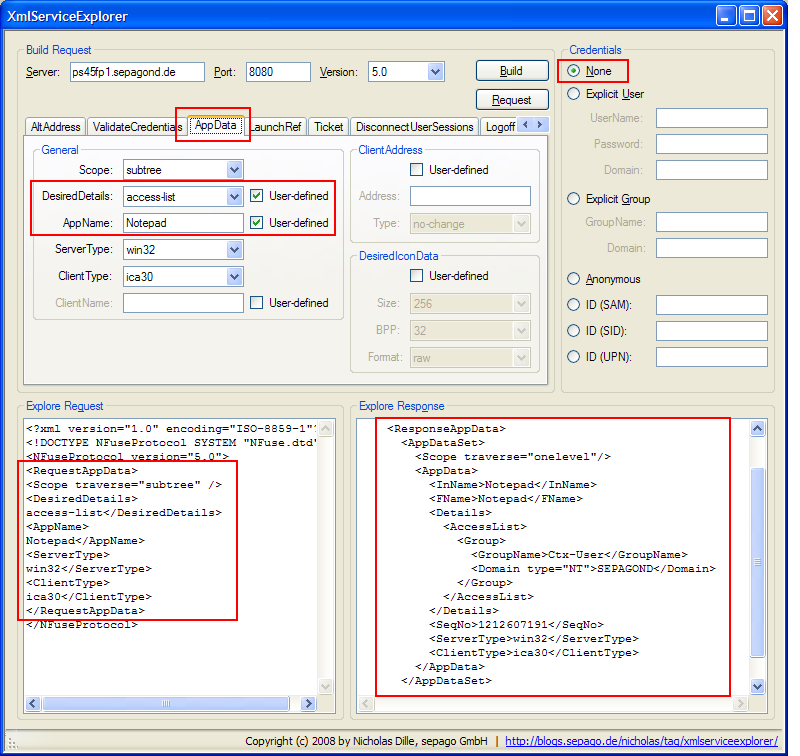 XmlServiceExplorer
Build Request
Server: ps45fp1.sepagond.de Port: 8080 Version: 5.0 Build
Request
AltAddress ValidateCredentials AppData LaunchRef Ticket DisconnectUserSessions Logoff
General
Scope: subtree
DesiredDetails: access-list User-defined
AppName: Notepad User-defined
ServerType: win32
ClientType: ica30
ClientName: User-defined
ClientAddress
User-defined
Address:
Type: no-change
DesiredIconData
User-defined
Size: 256
BPP: 32
Format: raw
Credentials
None
Explicit User
UserName:
Password:
Domain:
Explicit Group
GroupName:
Domain:
Anonymous
ID (SAM):
ID (SID):
ID (UPN):
Explore Request
<?xml version="1.0" encoding="ISO-8859-1"?
<!DOCTYPE NFuseProtocol SYSTEM "NFuse.dtd"
<NFuseProtocol version="5.0">
<RequestAppData>
<Scope traverse="subtree" />
<DesiredDetails>
access-list</DesiredDetails>
<AppName>
Notepad</AppName>
<ServerType>
win32</ServerType>
<ClientType>
ica30</ClientType>
</RequestAppData>
</NFuseProtocol>
Explore Response
<ResponseAppData>
<AppDataSet>
<Scope traverse="onelevel"/>
<AppData>
<InName>Notepad</InName>
<FName>Notepad</FName>
<Details>
<AccessList>
<Group>
<GroupName>Ctx-User</GroupName>
<Domain type="NT">SEPAGOND</Domain>
</Group>
</AccessList>
</Details>
<SeqNo>1212607191</SeqNo>
<ServerType>win32</ServerType>
<ClientType>ica30</ClientType>
</AppData>
</AppDataSet>
Copyright (c) 2008 by Nicholas Dille, sepago GmbH | http://blogs.sepago.de/nicholas/tag/xmlserviceexplorer/